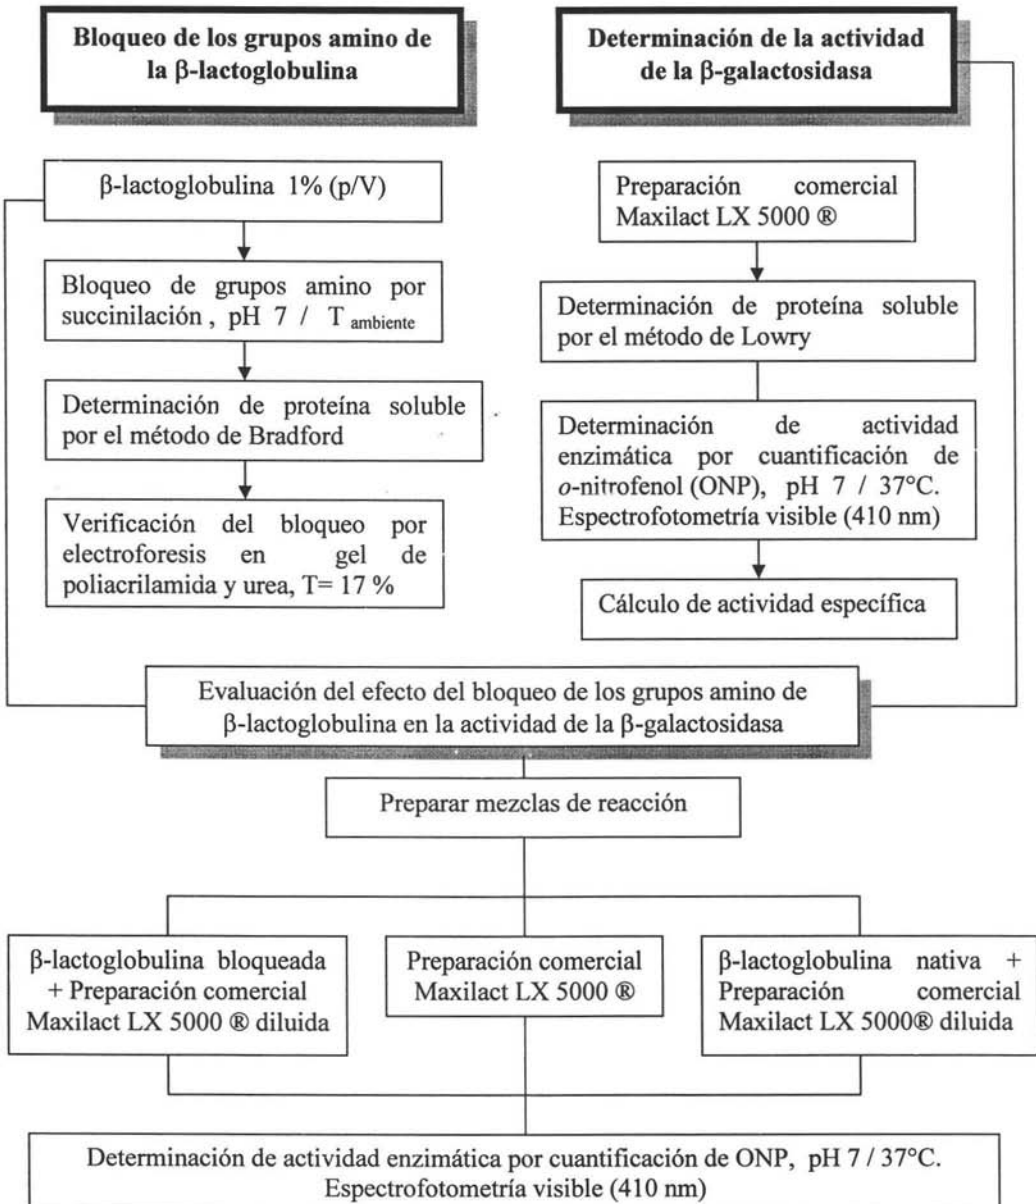 Bloqueo de los grupos amino de
la β-lactoglobulina
Determinación de la actividad
de la β-galactosidasa
β-lactoglobulina 1% (p/V)
Bloqueo de grupos amino por
succinilación , pH 7 / T ambiente
Determinación de proteína soluble
por el método de Bradford
Verificación del bloqueo por
electroforesis en gel de
poliacrilamida y urea, T= 17 %
Preparación comercial
Maxilact LX 5000 ®
Determinación de proteína soluble
por el método de Lowry
Determinación de actividad
enzimática por cuantificación de
o-nitrofenol (ONP), pH 7 / 37°C.
Espectrofotometría visible (410 nm)
Cálculo de actividad específica
Evaluación del efecto del bloqueo de los grupos amino de
β-lactoglobulina en la actividad de la β-galactosidasa
Preparar mezclas de reacción
β-lactoglobulina bloqueada
+ Preparación comercial
Maxilact LX 5000 ® diluida
Preparación comercial
Maxilact LX 5000 ®
β-lactoglobulina nativa +
Preparación comercial
Maxilact LX 5000® diluida
Determinación de actividad enzimática por cuantificación de ONP, pH 7 / 37°C.
Espectrofotometría visible (410 nm)